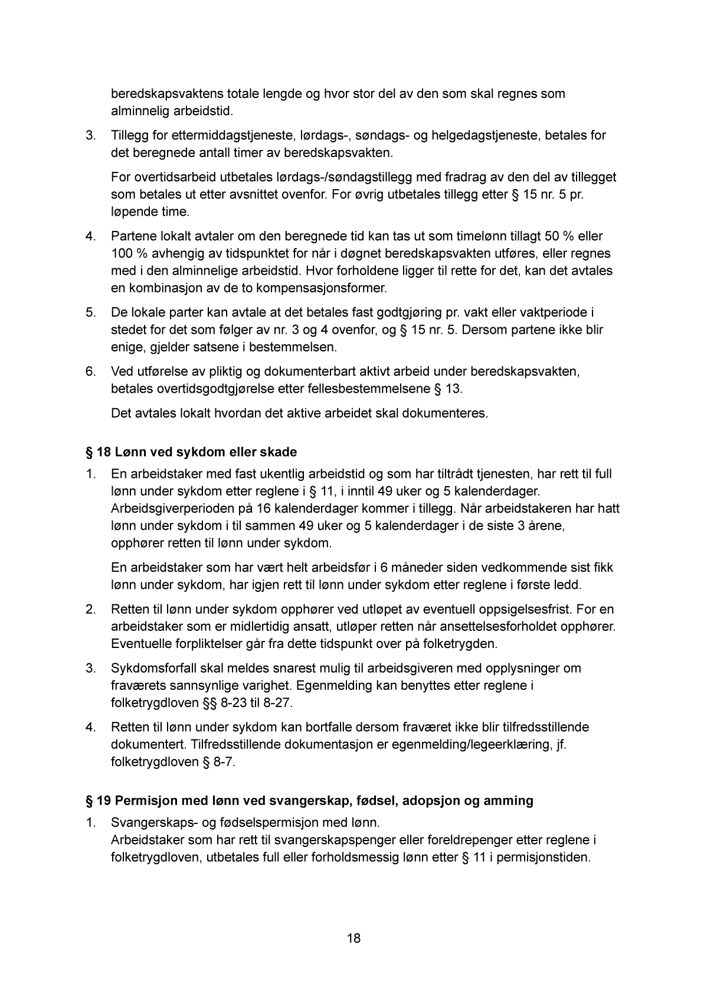 beredskapsvaktens totale lengde og hvor stor del av den som skal regnes som
alminnelig arbeidstid.
3. Tillegg for ettermiddagstjeneste, lørdags-, søndags- og helgedagstjeneste, betales for
det beregnede antall timer av beredskapsvakten.
For overtidsarbeid utbetales lørdags-/søndagstillegg med fradrag av den del av tillegget
som betales ut etter avsnittet ovenfor. For øvrig utbetales tillegg etter § 15 nr. 5 pr.
løpende time.
4. Partene lokalt avtaler om den beregnede tid kan tas ut som timelønn tillagt 50 % eller
100 % avhengig av tidspunktet for når i døgnet beredskapsvakten utføres, eller regnes
med i den alminnelige arbeidstid. Hvor forholdene ligger til rette for det, kan det avtales
en kombinasjon av de to kompensasjonsformer.
5. De lokale parter kan avtale at det betales fast godtgjøring pr. vakt eller vaktperiode i
stedet for det som følger av nr. 3 og 4 ovenfor, og § 15 nr. 5. Dersom partene ikke blir
enige, gjelder satsene i bestemmelsen.
6. Ved utførelse av pliktig og dokumenterbart aktivt arbeid under beredskapsvakten,
betales overtidsgodtgjørelse etter fellesbestemmelsene § 13.
Det avtales lokalt hvordan det aktive arbeidet skal dokumenteres.
§ 18 Lønn ved sykdom eller skade
1. En arbeidstaker med fast ukentlig arbeidstid og som har tiltrådt tjenesten, har rett til full
lønn under sykdom etter reglene i § 11, i inntil 49 uker og 5 kalenderdager.
Arbeidsgiverperioden på 16 kalenderdager kommer i tillegg. Når arbeidstakeren har hatt
lønn under sykdom i til sammen 49 uker og 5 kalenderdager i de siste 3 årene,
opphører retten til lønn under sykdom.
En arbeidstaker som har vært helt arbeidsfør i 6 måneder siden vedkommende sist fikk
lønn under sykdom, har igjen rett til lønn under sykdom etter reglene i første ledd.
2. Retten til lønn under sykdom opphører ved utløpet av eventuell oppsigelsesfrist. For en
arbeidstaker som er midlertidig ansatt, utløper retten når ansettelsesforholdet opphører.
Eventuelle forpliktelser går fra dette tidspunkt over på folketrygden.
3. Sykdomsforfall skal meldes snarest mulig til arbeidsgiveren med opplysninger om
fraværets sannsynlige varighet. Egenmelding kan benyttes etter reglene i
folketrygdloven §§ 8-23 til 8-27.
4. Retten til lønn under sykdom kan bortfalle dersom fraværet ikke blir tilfredsstillende
dokumentert. Tilfredsstillende dokumentasjon er egenmelding/legeerklæring, jf.
folketrygdloven § 8-7.
§ 19 Permisjon med lønn ved svangerskap, fødsel, adopsjon og amming
1. Svangerskaps- og fødselspermisjon med lønn.
Arbeidstaker som har rett til svangerskapspenger eller foreldrepenger etter reglene i
folketrygdloven, utbetales full eller forholdsmessig lønn etter § 11 i permisjonstiden.
18